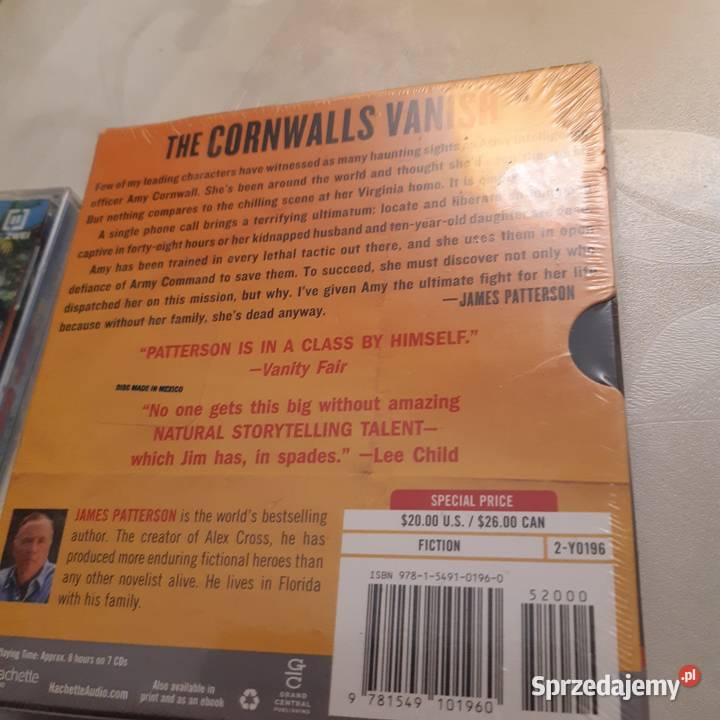 THE CORNWALLS VANISH
Few of my leading characters have witnessed as many haunting sights as Army intelligence
officer Amy Cornwall. She's been around the world and thought she'd
But nothing compares to the chilling scene at her Virginia home. It is
A single phone call brings a terrifying ultimatum: locate and liberate
captive in forty-eight hours or her kidnapped husband and ten-year-old daughter are dead.
Amy has been trained in every lethal tactic out there, and she uses them in open
defiance of Army Command to save them. To succeed, she must discover not only who
dispatched her on this mission, but why. I've given Amy the ultimate fight for her life
because without her family, she's dead anyway.
—JAMES PATTERSON
"PATTERSON IS IN A CLASS BY HIMSELF."
—Vanity Fair
DISC MADE IN MEXICO
"No one gets this big without amazing
NATURAL STORYTELLING TALENT—
which Jim has, in spades." —Lee Child
JAMES PATTERSON is the world's bestselling
author. The creator of Alex Cross, he has
produced more enduring fictional heroes than
any other novelist alive. He lives in Florida
with his family.
SPECIAL PRICE
$20.00 U.S. / $26.00 CAN
FICTION
2-Y0196
ISBN 978-1-5491-0196-0
52000
9 781549 101960
Playing Time: Approx. 8 hours on 7 CDs
hachette
HachetteAudio.com
Also available in
print and as an ebook
GRAND
CENTRAL
PUBLISHING
Sprzedajemy.pl